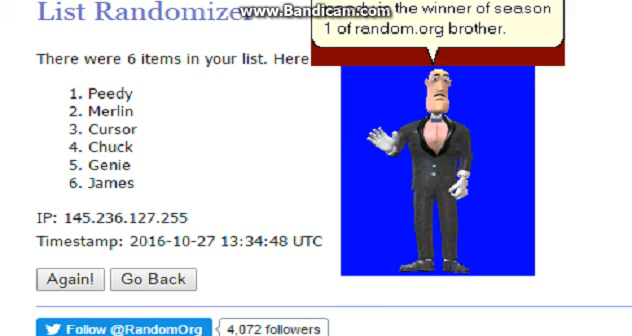 List Randomizer
www.Bandicam.com
is the winner of season
1 of random.org brother.
There were 6 items in your list. Here
1. Peedy
2. Merlin
3. Cursor
4. Chuck
5. Genie
6. James
IP: 145.236.127.255
Timestamp: 2016-10-27 13:34:48 UTC
Again!
Go Back
Follow @RandomOrg
4,072 followers